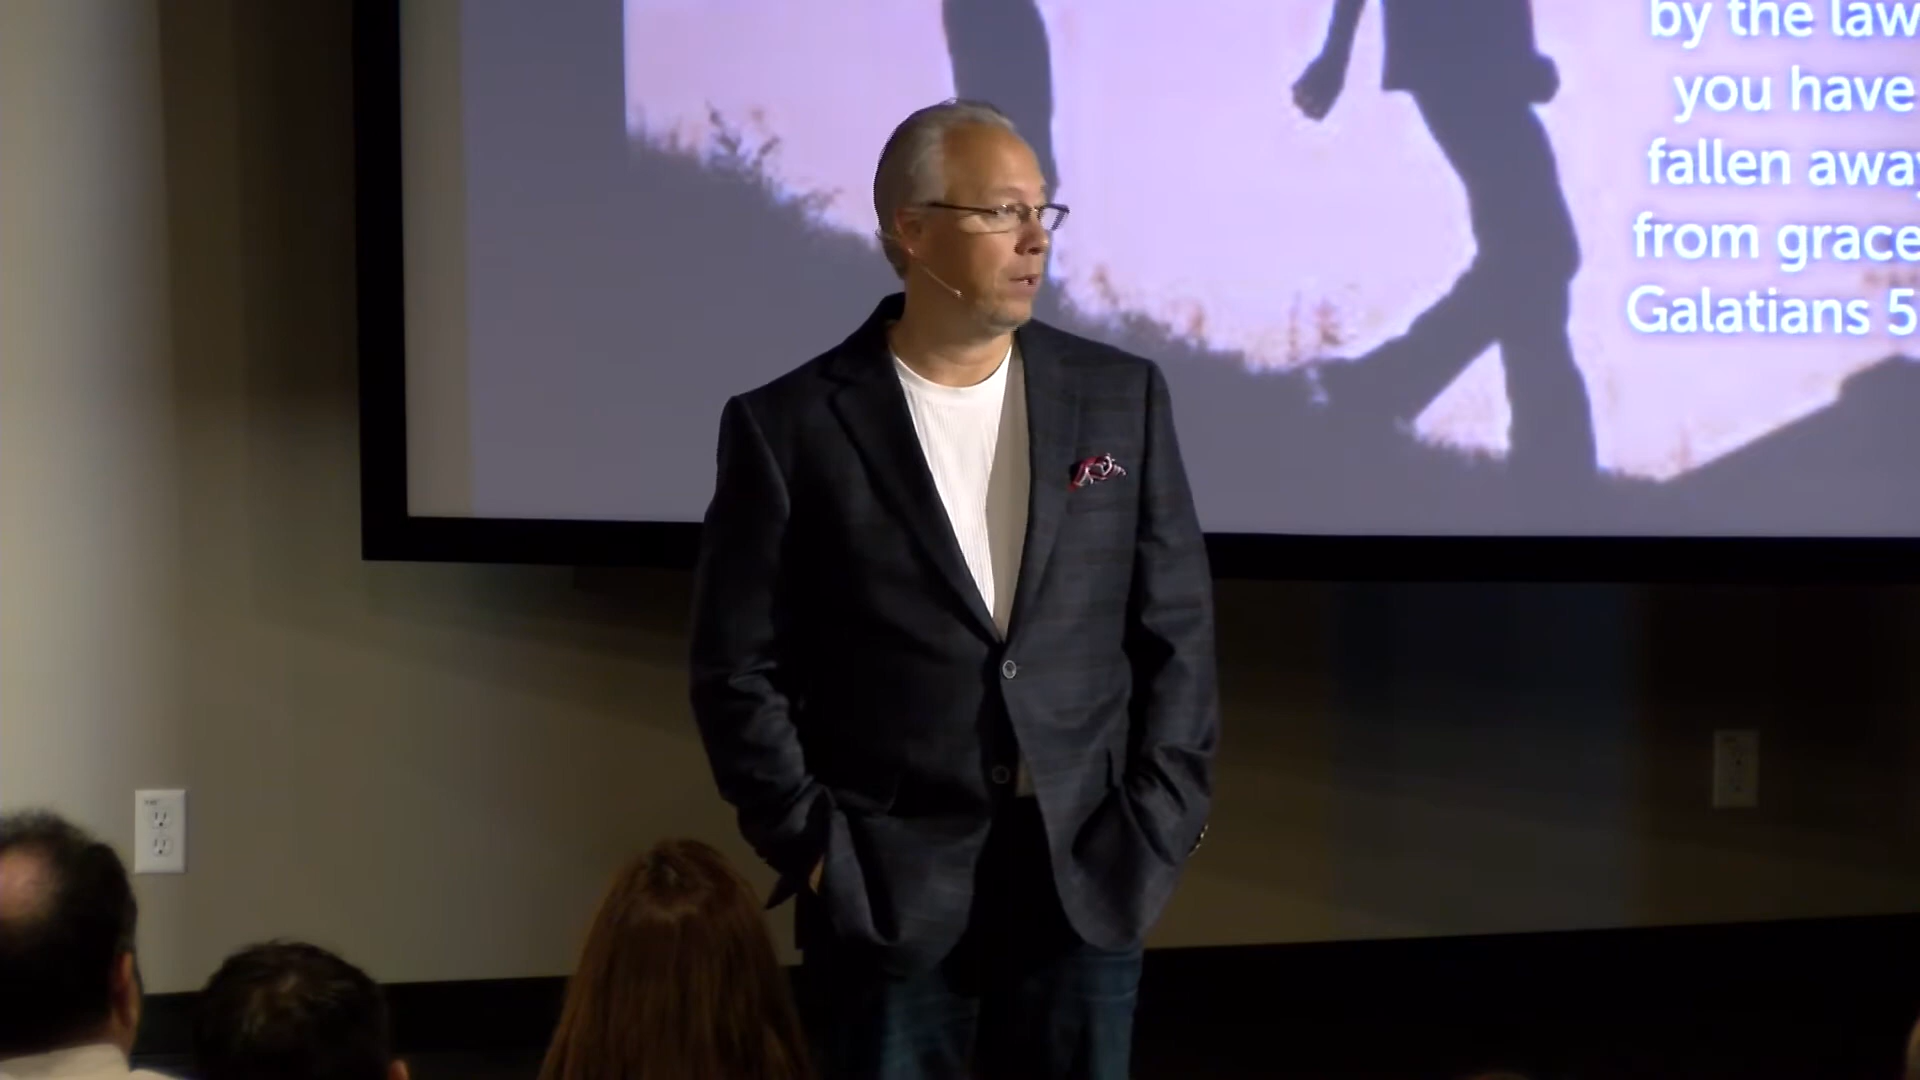 by the law
you have
fallen away
from grace
Galatians 5